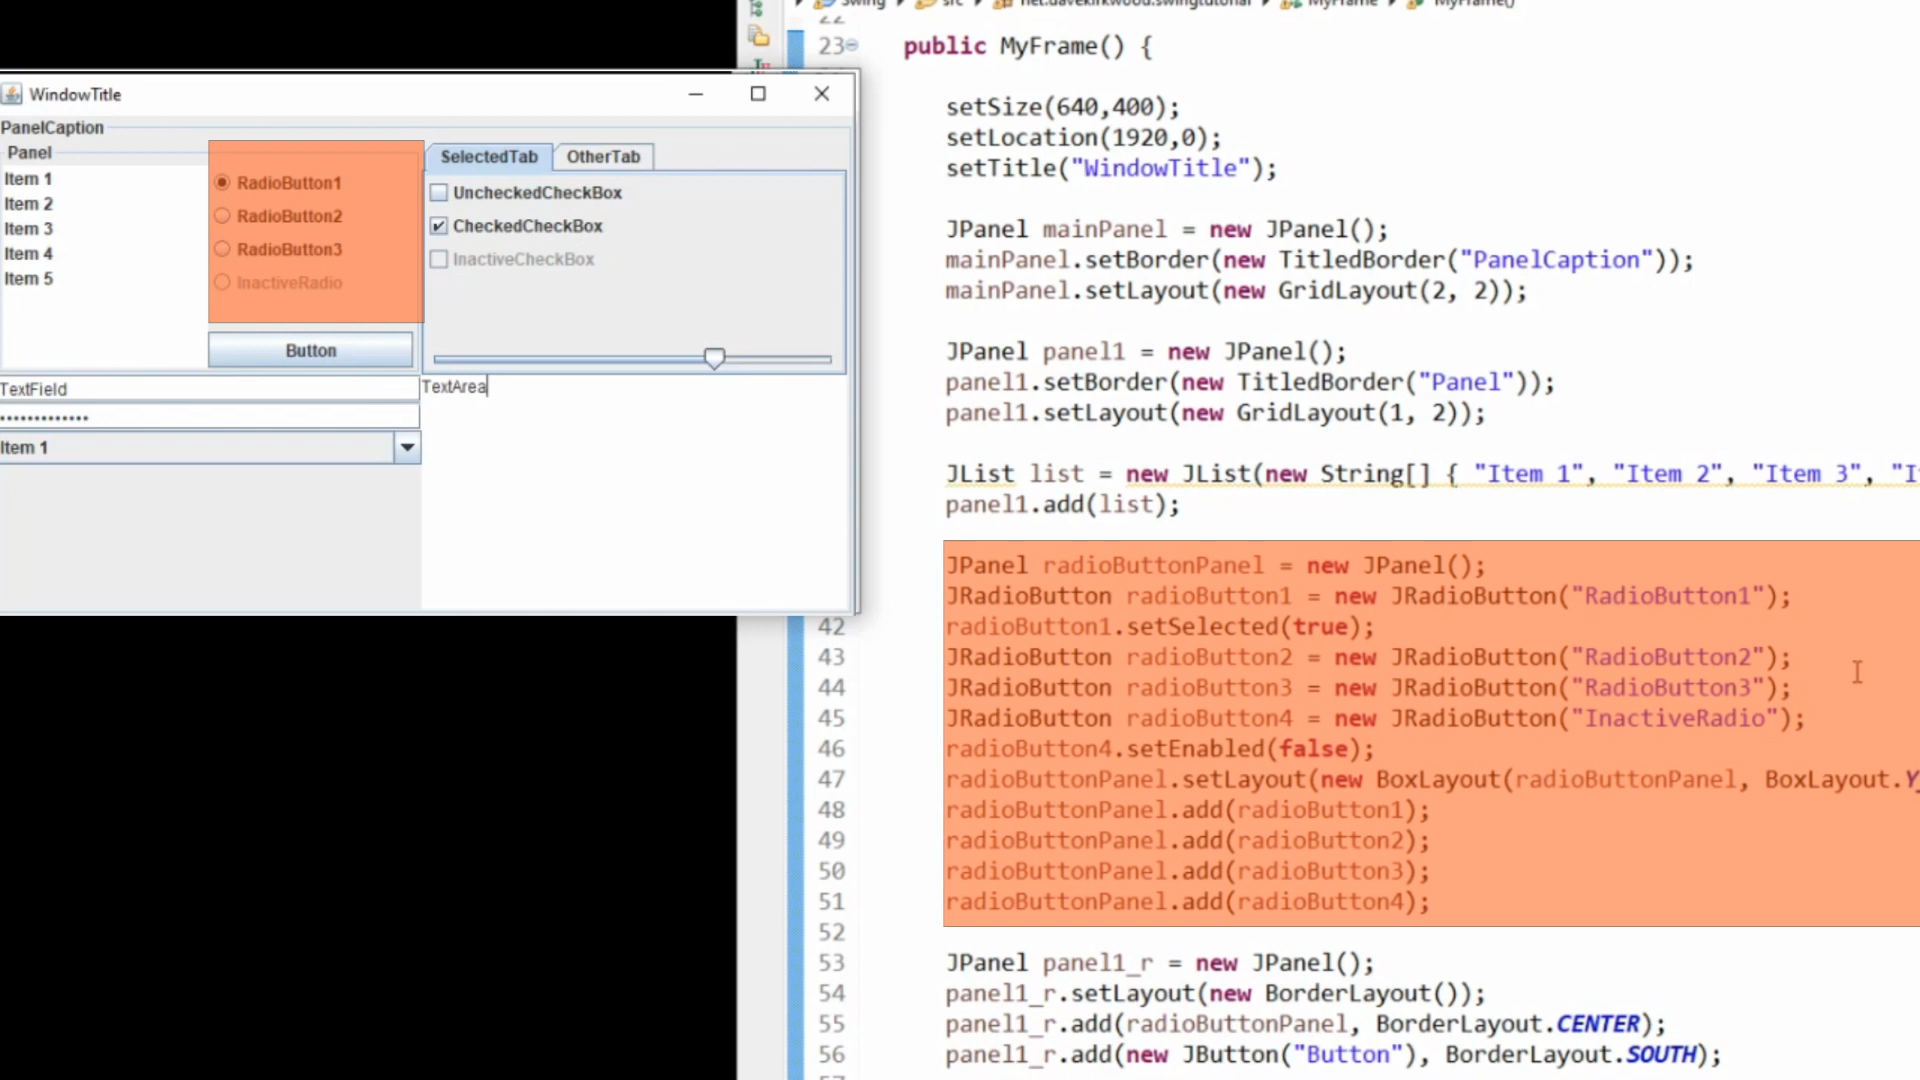 WindowTitle
PanelCaption
Panel
Item 1
Item 2
Item 3
Item 4
Item 5
RadioButton1
RadioButton2
RadioButton3
InactiveRadio
Button
SelectedTab
OtherTab
UncheckedCheckBox
CheckedCheckBox
InactiveCheckBox
TextField
TextArea
Item 1
Swing src net.davekirkwood.swingtutorial MyFrame MyFrame()
22
23 public MyFrame() {
setSize(640,400);
setLocation(1920,0);
setTitle("WindowTitle");
JPanel mainPanel = new JPanel();
mainPanel.setBorder(new TitledBorder("PanelCaption"));
mainPanel.setLayout(new GridLayout(2, 2));
JPanel panel1 = new JPanel();
panel1.setBorder(new TitledBorder("Panel"));
panel1.setLayout(new GridLayout(1, 2));
JList list = new JList(new String[] { "Item 1", "Item 2", "Item 3", "I
panel1.add(list);
JPanel radioButtonPanel = new JPanel();
JRadioButton radioButton1 = new JRadioButton("RadioButton1");
42 radioButton1.setSelected(true);
43 JRadioButton radioButton2 = new JRadioButton("RadioButton2");
44 JRadioButton radioButton3 = new JRadioButton("RadioButton3");
45 JRadioButton radioButton4 = new JRadioButton("InactiveRadio");
46 radioButton4.setEnabled(false);
47 radioButtonPanel.setLayout(new BoxLayout(radioButtonPanel, BoxLayout.Y
48 radioButtonPanel.add(radioButton1);
49 radioButtonPanel.add(radioButton2);
50 radioButtonPanel.add(radioButton3);
51 radioButtonPanel.add(radioButton4);
52
53 JPanel panel1_r = new JPanel();
54 panel1_r.setLayout(new BorderLayout());
55 panel1_r.add(radioButtonPanel, BorderLayout.CENTER);
56 panel1_r.add(new JButton("Button"), BorderLayout.SOUTH);